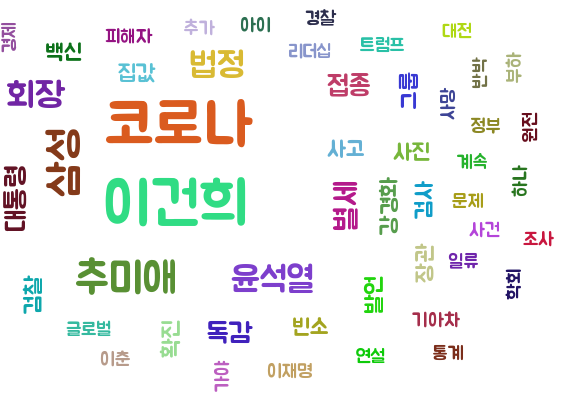 경제
백신
피해자
추가
아이
경찰
리더십
트럼프
대전
집값
법정
회장
접종
그룹
사망
반박
부하
정부
원전
코로나
삼성
사고
사진
계속
하나
대통령
이건희
별세
강경화
검사
문제
사건
조사
추미애
윤석열
장관
일류
학회
검찰
발언
글로벌
확진
독감
빈소
기아차
이춘
가을
이재명
연설
통계